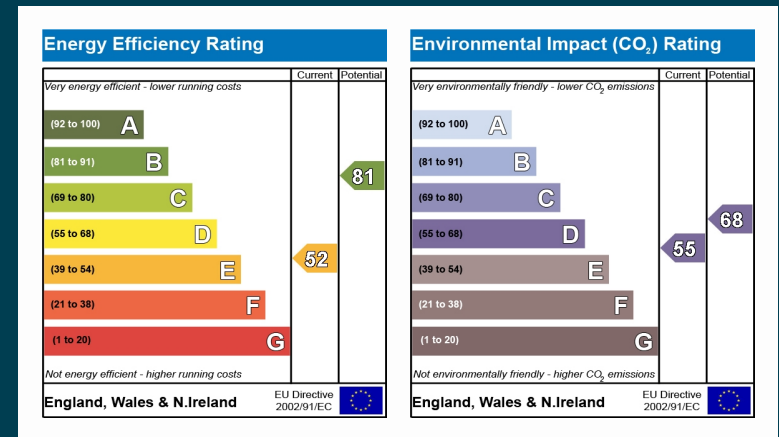 Energy Efficiency Rating
Current Potential
Very energy efficient - lower running costs
(92 to 100) A
(81 to 91) B
81
(69 to 80) C
(55 to 68) D
52
(39 to 54) E
(21 to 38) F
(1 to 20) G
Not energy efficient - higher running costs
England, Wales & N.Ireland
EU Directive
2002/91/EC
Environmental Impact (CO₂) Rating
Current Potential
Very environmentally friendly - lower CO₂ emissions
(92 to 100) A
(81 to 91) B
(69 to 80) C
68
(55 to 68) D
55
(39 to 54) E
(21 to 38) F
(1 to 20) G
Not environmentally friendly - higher CO₂ emissions
England, Wales & N.Ireland
EU Directive
2002/91/EC